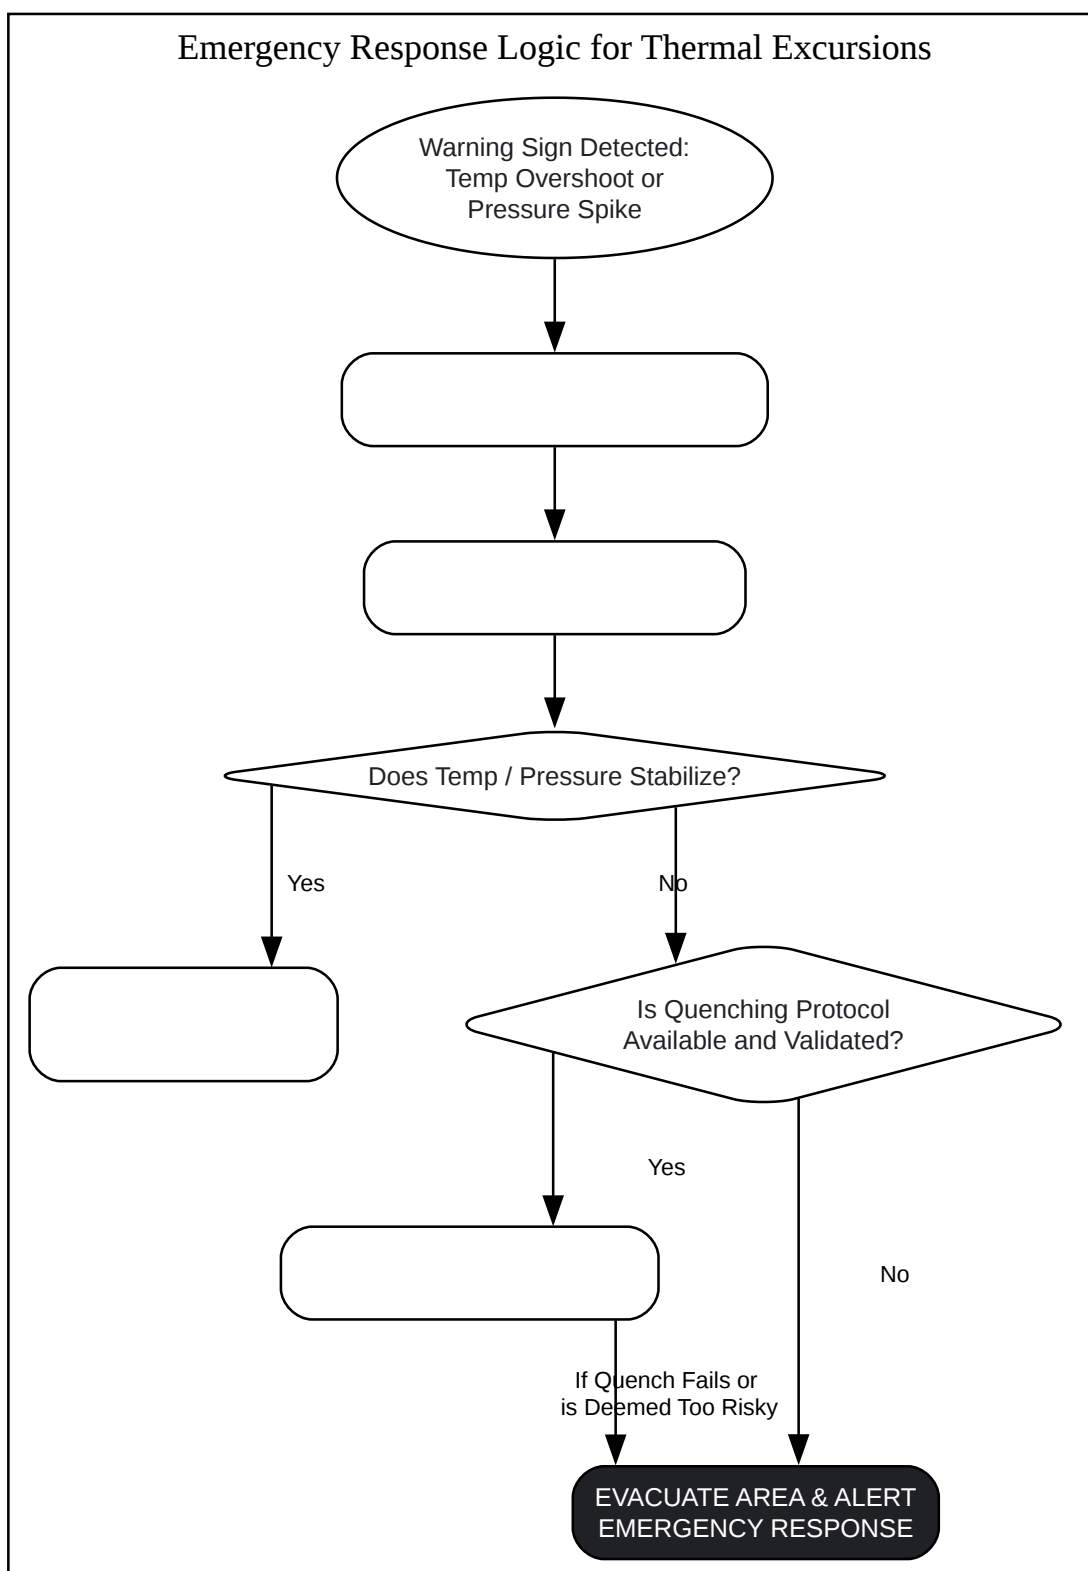 Emergency Response Logic for Thermal Excursions
Warning Sign Detected:
Temp Overshoot or
Pressure Spike
Does Temp / Pressure Stabilize?
Yes
No
Is Quenching Protocol
Available and Validated?
Yes
No
If Quench Fails or
is Deemed Too Risky
EVACUATE AREA & ALERT
EMERGENCY RESPONSE